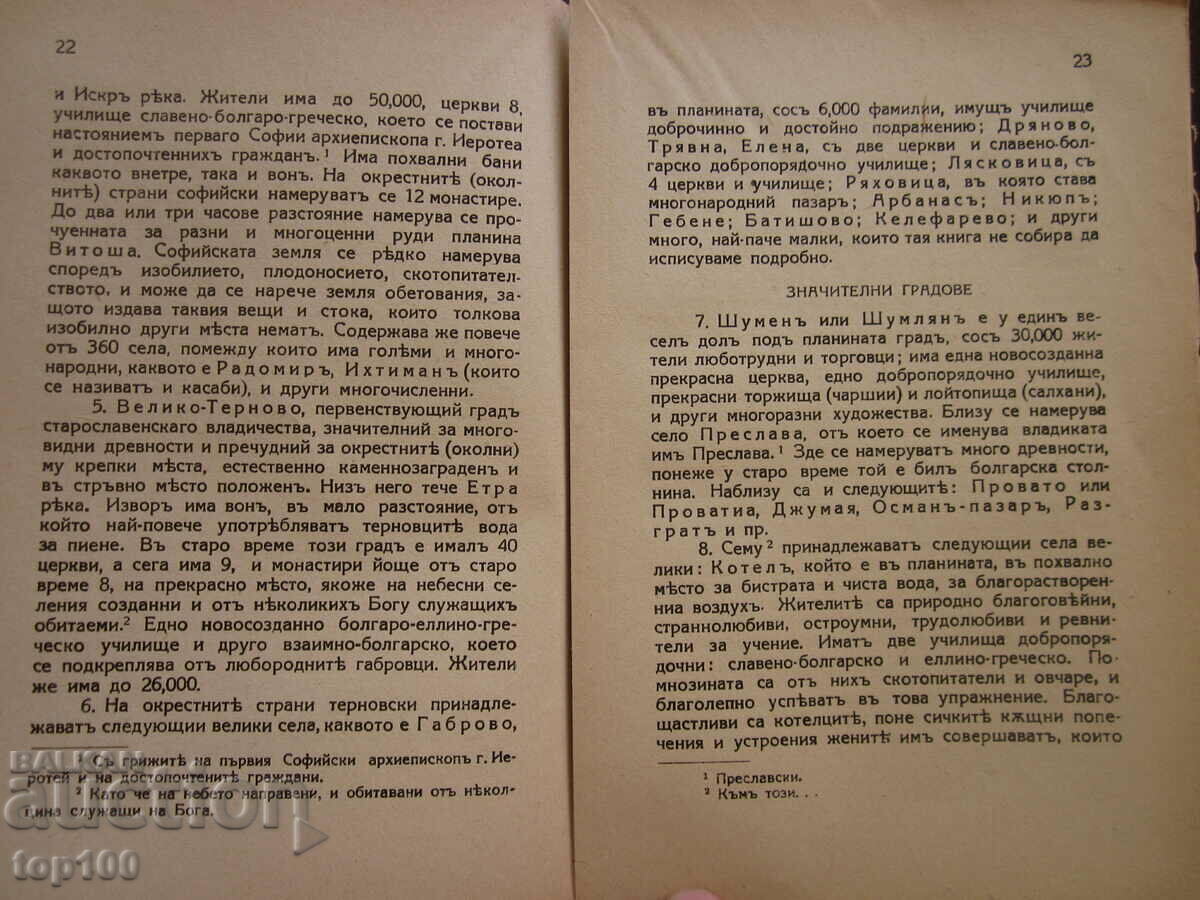 22
и Искръ рѣка. Жители има до 50,000, церкви 8,
училище славено-болгаро-греческо, което се постави
настояниемъ перваго Софии архиепископа г. Иеротеа
и достопочтеннихъ гражданъ.¹ Има похвални бани
каквото внетре, така и вонъ. На окрестнитѣ (окол-
нитѣ) страни софийски намеруватъ се 12 монастире.
До два или три часове разстояние намерува се про-
чуенната за разни и многоценни руди планина
Витоша. Софийската земля се рѣдко намерува
споредъ изобилието, плодоносието, скотопитател-
ството, и може да се нарече земля обетования, за-
щото издава таквия вещи и стока, които толкова
изобилно други мѣста нематъ. Содержава же повече
отъ 360 села, помежду които има голѣми и много-
народни, каквото е Радомиръ, Ихтиманъ (които
се називатъ и касаби), и други многочисленни.
5. Велико-Терново, первенствующий градъ
старославенскаго владичества, значителний за много-
видни древности и пречудний за окрестнитѣ (околни)
му крепки мѣста, естественно каменнозаграденъ и
въ стръвно мѣсто положенъ. Низъ него тече Етра
рѣка. Изворъ има вонъ, въ мало разстояние, отъ
който най-повече употрѣбляватъ терновцитѣ вода
за пиене. Въ старо време този градъ е ималъ 40
церкви, а сега има 9, и монастири йоще отъ старо
време 8, на прекрасно мѣсто, якоже на небесни се-
ления созданни и отъ нѣколикихъ Богу служащихъ
обитаеми.² Едно новосозданно болгаро-еллино-гре-
ческо училище и друго взаимно-болгарско, което
се подкреплява отъ любороднитѣ габровци. Жители
же има до 26,000.
6. На окрестнитѣ страни терновски принадле-
жаватъ следующии велики села, каквото е Габрово,
¹ Съ грижитѣ на първия Софийски архиепископъ г. Ие-
ротей и на достопочтенитѣ граждани.
² Като че на небето направени, и обитавани отъ нѣкол-
цина служащи на Бога.
BALKAN
auction
top100
23
въ планината, сосъ 6,000 фамилии, имущъ училище
доброчинно и достойно подражению; Дряново,
Трявна, Елена, съ две церкви и славено-бол-
гарско добропорядочно училище; Лясковица, съ
4 церкви и училище; Ряховица, въ която става
многонародний пазаръ; Арбанасъ; Никюпъ;
Гебене; Батишово; Келефарево; и други
много, най-паче малки, които тая книга не собира да
исписуваме подробно.
ЗНАЧИТЕЛНИ ГРАДОВЕ
7. Шуменъ или Шумлянъ е у единъ ве-
селъ долъ подъ планината градъ, сосъ 30,000 жи-
тели люботрудни и торговци; има една новосозданна
прекрасна церква, едно добропорядочно училище,
прекрасни торжища (чаршии) и лойтопища (салхани),
и други многоразни художества. Близу се намерува
село Преслава, отъ което се именува владиката
имъ Преслава.¹ Зде се намеруватъ много древности,
понеже у старо време той е билъ болгарска стол-
нина. Наблизу са и следующитѣ: Провато или
Проватиа, Джумая, Османъ-пазаръ, Раз-
гратъ и пр.
8. Сему² принадлежаватъ следующии села ве-
лики: Котелъ, който е въ планината, въ похвално
мѣсто за бистрата и чиста вода, за благорастворен-
ниа воздухъ. Жителитѣ са природно благоговѣйни,
страннолюбиви, остроумни, трудолюбиви и ревни-
тели за учение. Иматъ две училища добропоря-
дочни: славено-болгарско и еллино-греческо. По-
мнозината са отъ нихъ скотопитатели и овчаре, и
благолепно успѣватъ въ това упражнение. Благо-
щастливи са котелцитѣ, поне сичкитѣ кѫщни попе-
чения и устроения женитѣ имъ совершаватъ, които
¹ Преславски.
² Къмъ този. . .